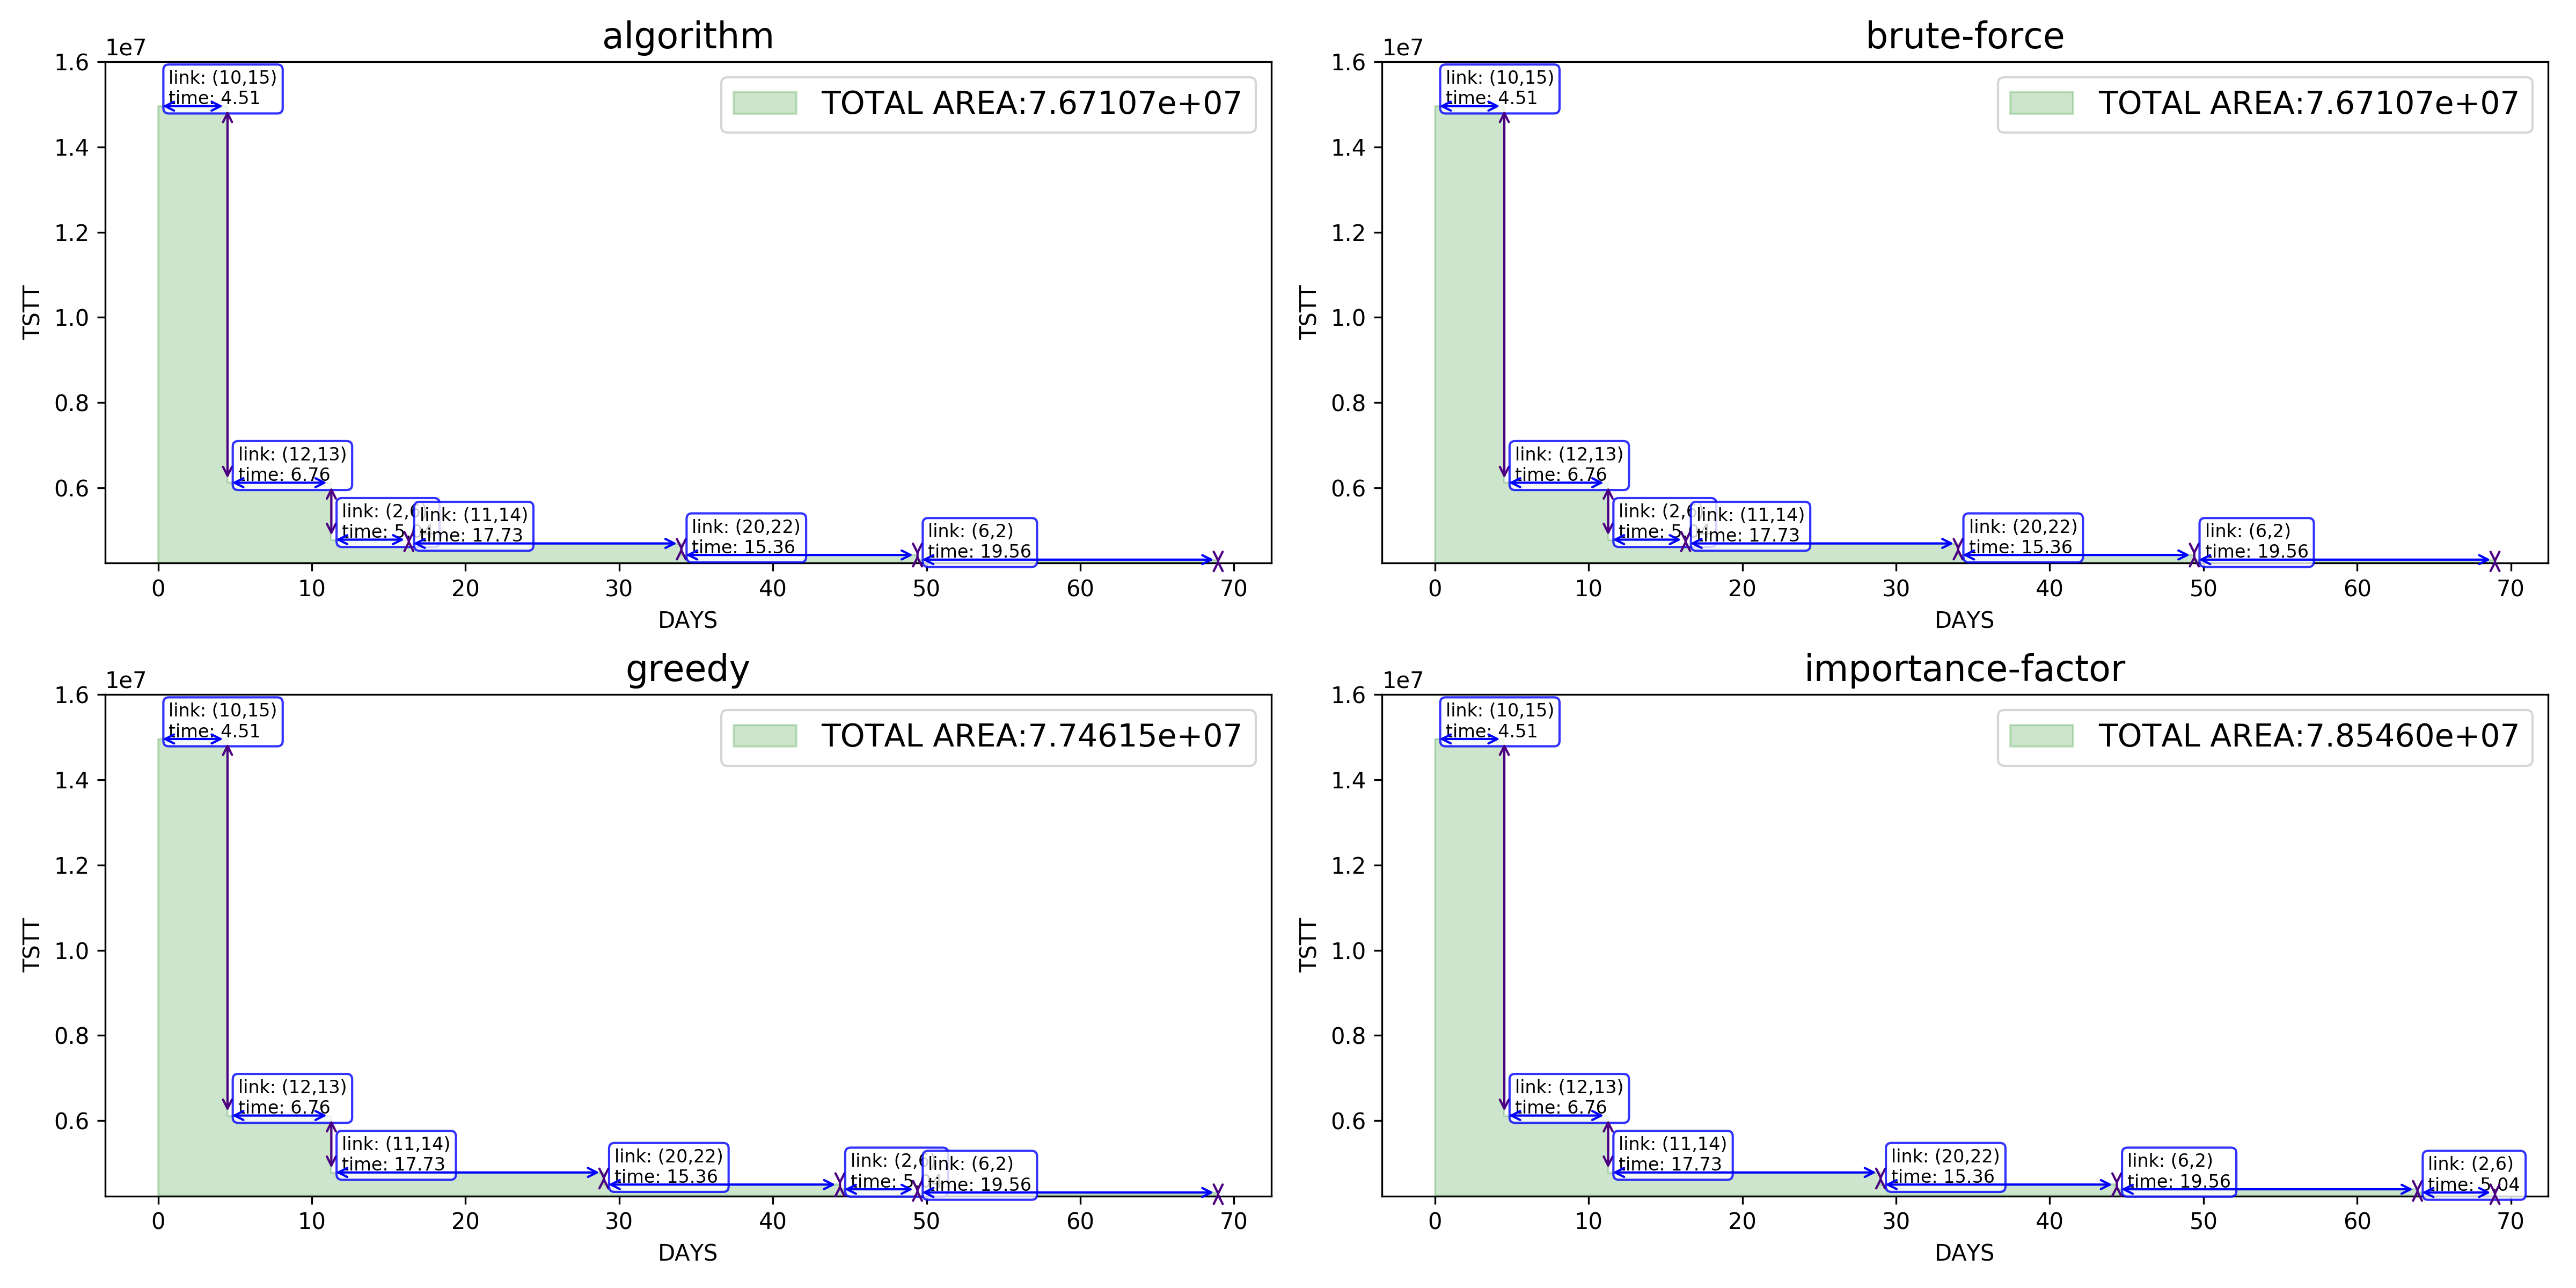 algorithm
1e7
1.6
1.4
1.2
1.0
0.8
0.6
TSTT
link: (10,15)
time: 4.51
TOTAL AREA:7.67107e+07
link: (12,13)
time: 6.76
link: (2,6
time: 5
link: (11,14)
time: 17.73
link: (20,22)
time: 15.36
link: (6,2)
time: 19.56
0 10 20 30 40 50 60 70
DAYS
brute-force
1e7
1.6
1.4
1.2
1.0
0.8
0.6
TSTT
link: (10,15)
time: 4.51
TOTAL AREA:7.67107e+07
link: (12,13)
time: 6.76
link: (2,6
time: 5
link: (11,14)
time: 17.73
link: (20,22)
time: 15.36
link: (6,2)
time: 19.56
0 10 20 30 40 50 60 70
DAYS
greedy
1e7
1.6
1.4
1.2
1.0
0.8
0.6
TSTT
link: (10,15)
time: 4.51
TOTAL AREA:7.74615e+07
link: (12,13)
time: 6.76
link: (11,14)
time: 17.73
link: (20,22)
time: 15.36
link: (2,6
time: 5
link: (6,2)
time: 19.56
0 10 20 30 40 50 60 70
DAYS
importance-factor
1e7
1.6
1.4
1.2
1.0
0.8
0.6
TSTT
link: (10,15)
time: 4.51
TOTAL AREA:7.85460e+07
link: (12,13)
time: 6.76
link: (11,14)
time: 17.73
link: (20,22)
time: 15.36
link: (6,2)
time: 19.56
link: (2,6)
time: 5.04
0 10 20 30 40 50 60 70
DAYS